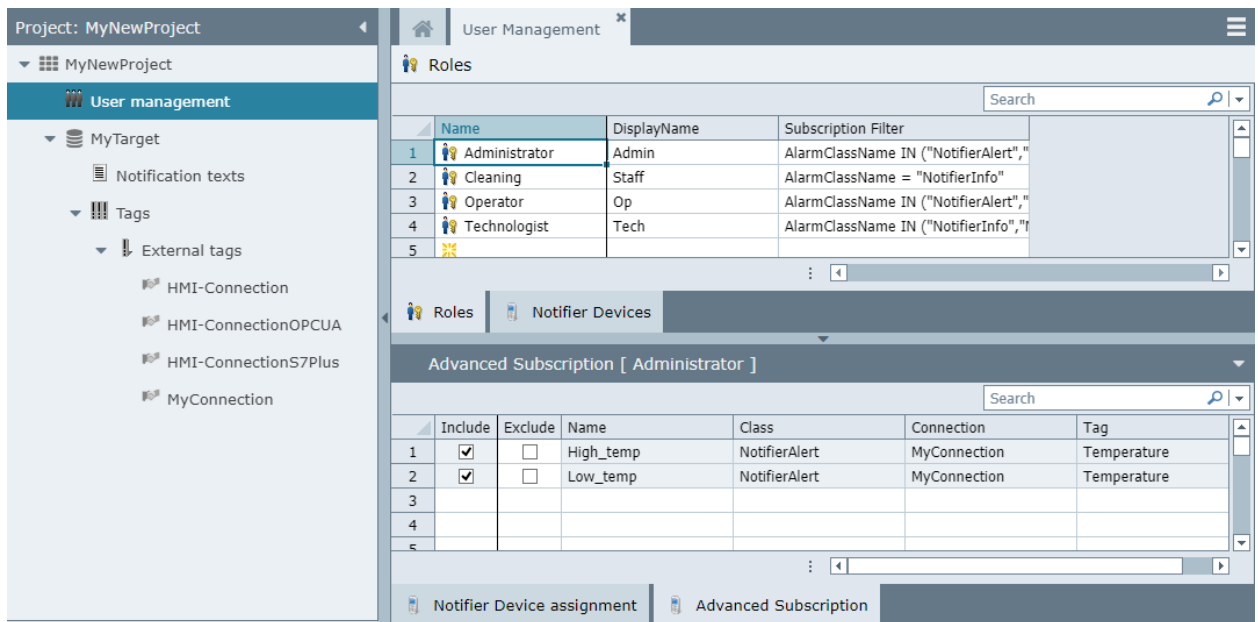 Project: MyNewProject
MyNewProject
User management
MyTarget
Notification texts
Tags
External tags
HMI-Connection
HMI-ConnectionOPCUA
HMI-ConnectionS7Plus
MyConnection
User Management
Roles
Search
Name DisplayName Subscription Filter
1 Administrator Admin AlarmClassName IN ("NotifierAlert","
2 Cleaning Staff AlarmClassName = "NotifierInfo"
3 Operator Op AlarmClassName IN ("NotifierAlert","
4 Technologist Tech AlarmClassName IN ("NotifierInfo","
5
Roles Notifier Devices
Advanced Subscription [ Administrator ]
Search
Include Exclude Name Class Connection Tag
1 High_temp NotifierAlert MyConnection Temperature
2 Low_temp NotifierAlert MyConnection Temperature
3
4
5
Notifier Device assignment Advanced Subscription